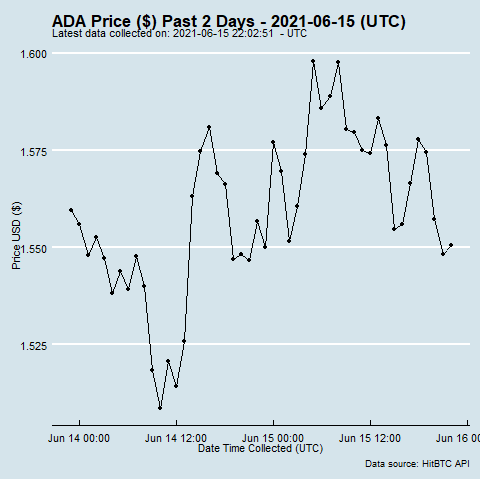 ADA Price ($) Past 2 Days - 2021-06-15 (UTC)
Latest data collected on: 2021-06-15 22:02:51 - UTC
1.600
1.575
1.550
1.525
Price USD ($)
Jun 14 00:00 Jun 14 12:00 Jun 15 00:00 Jun 15 12:00 Jun 16 00
Date Time Collected (UTC)
Data source: HitBTC API